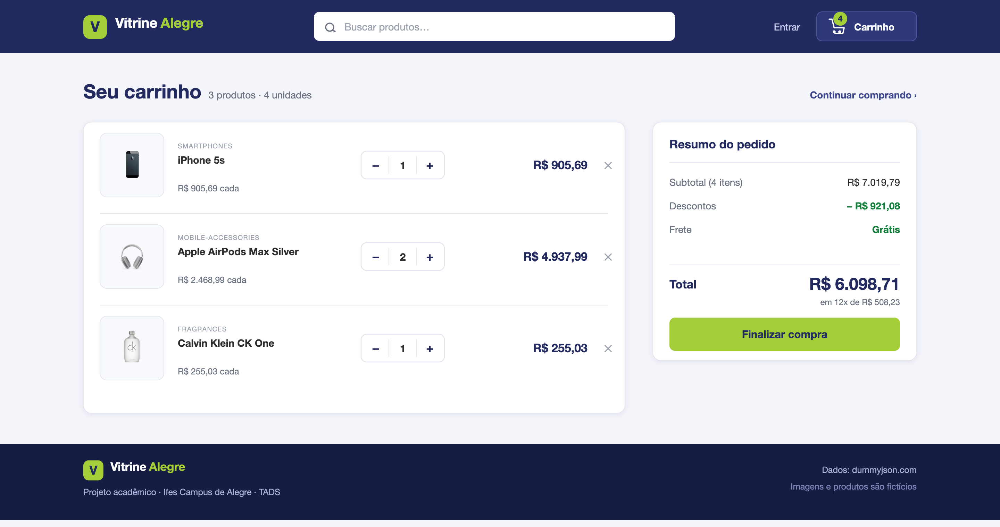 V Vitrine Alegre
Buscar produtos...
Entrar
4
Carrinho
Seu carrinho 3 produtos · 4 unidades
Continuar comprando ›
SMARTPHONES
iPhone 5s
R$ 905,69 cada
− 1 +
R$ 905,69 ×
MOBILE-ACCESSORIES
Apple AirPods Max Silver
R$ 2.468,99 cada
− 2 +
R$ 4.937,99 ×
ck
FRAGRANCES
Calvin Klein CK One
R$ 255,03 cada
− 1 +
R$ 255,03 ×
Resumo do pedido
Subtotal (4 itens) R$ 7.019,79
Descontos − R$ 921,08
Frete Grátis
Total R$ 6.098,71
em 12x de R$ 508,23
Finalizar compra
V Vitrine Alegre
Projeto acadêmico · Ifes Campus de Alegre · TADS
Dados: dummyjson.com
Imagens e produtos são fictícios